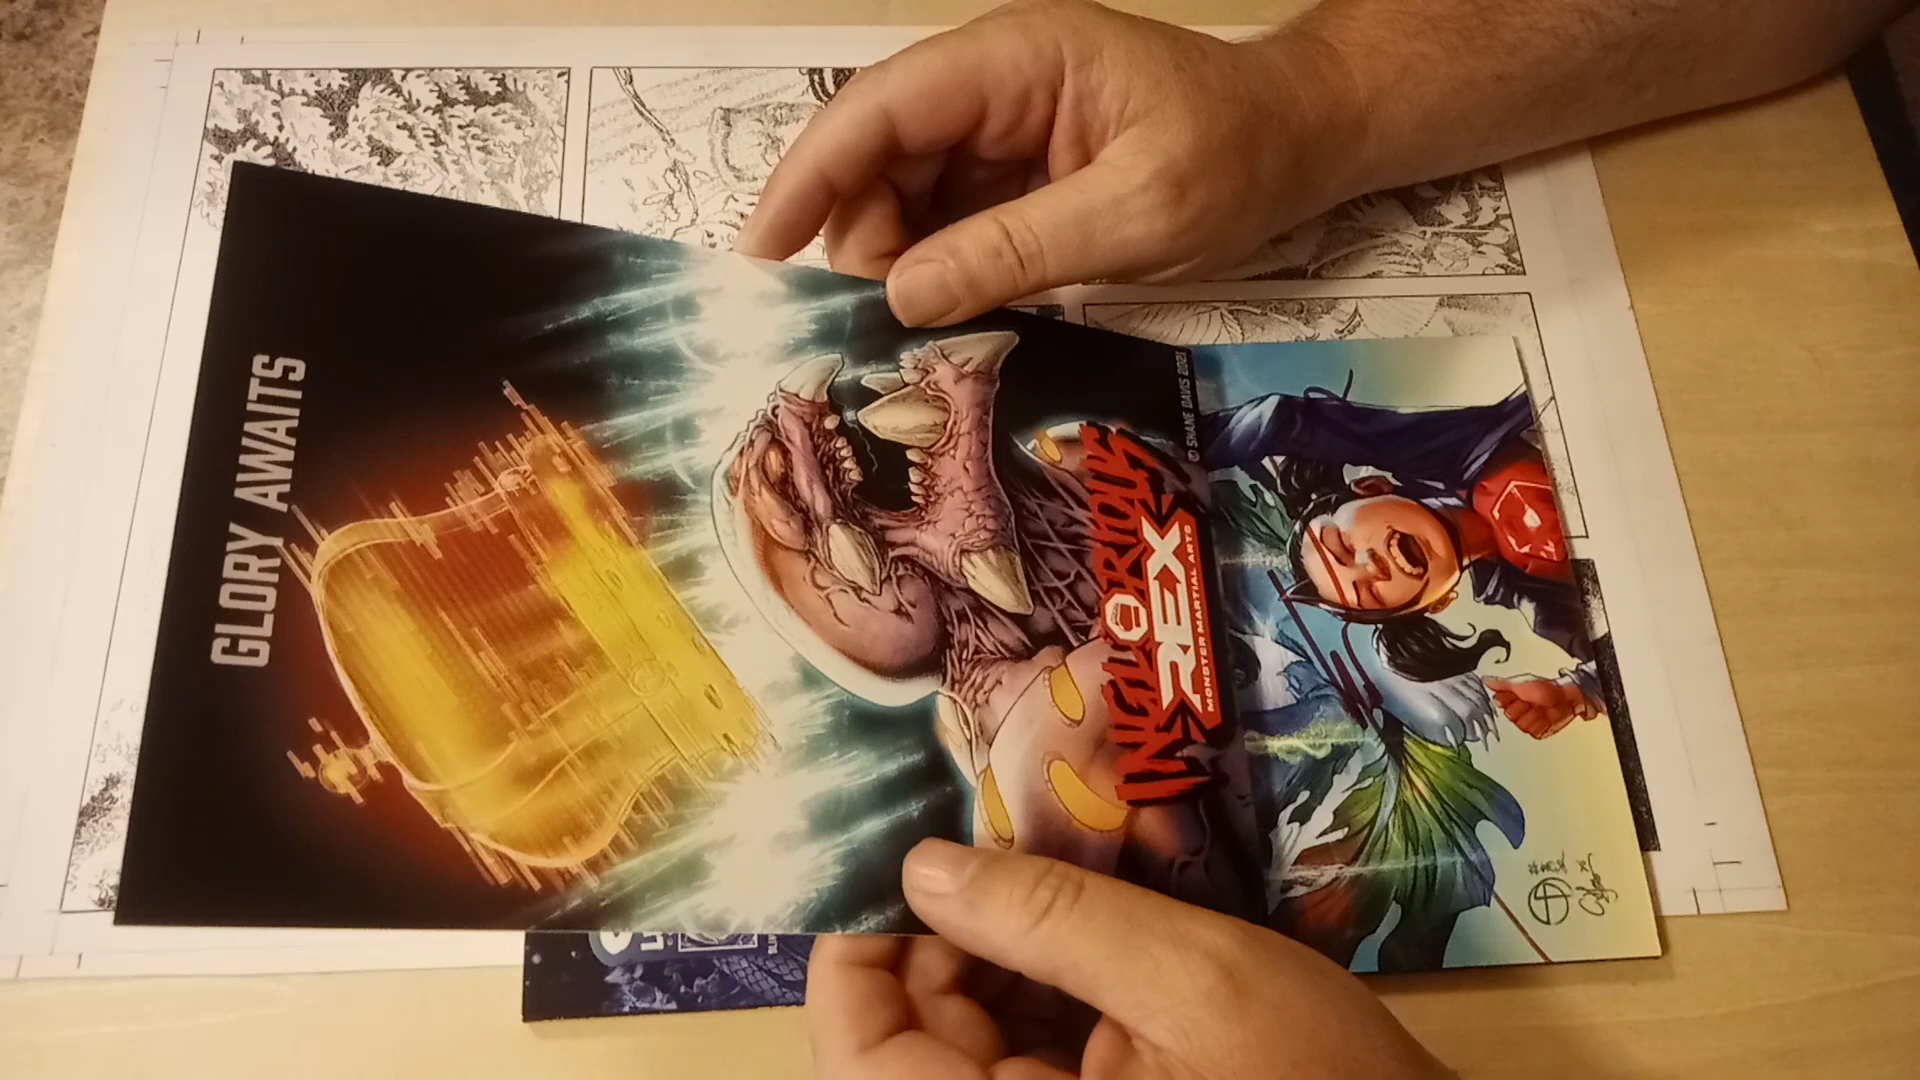 GLORY AWAITS
INGLORIOUS
REX
MONSTER MARTIAL ARTS
© SHANE DAVIS 2021